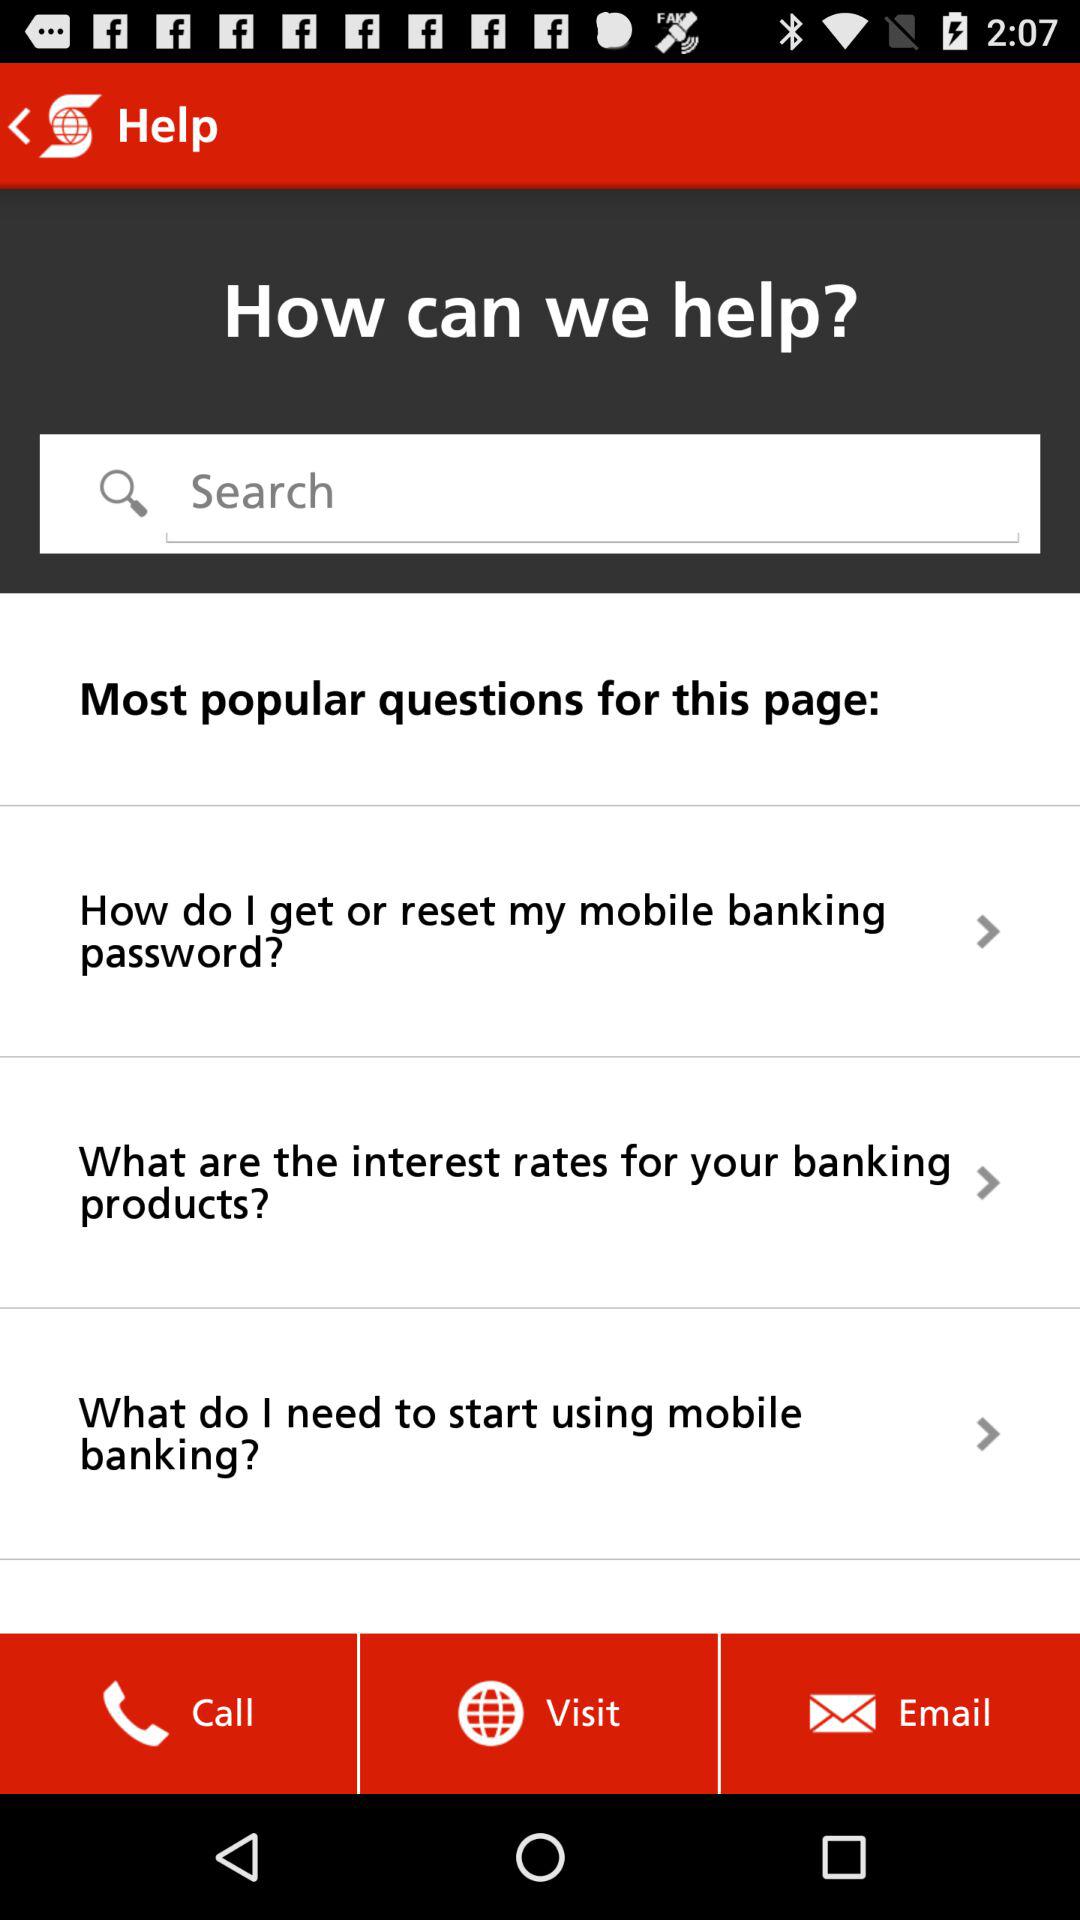 FAKE 2:07
Help
How can we help?
Search
Most popular questions for this page:
How do I get or reset my mobile banking
password?
What are the interest rates for your banking
products?
What do I need to start using mobile
banking?
Call Visit Email